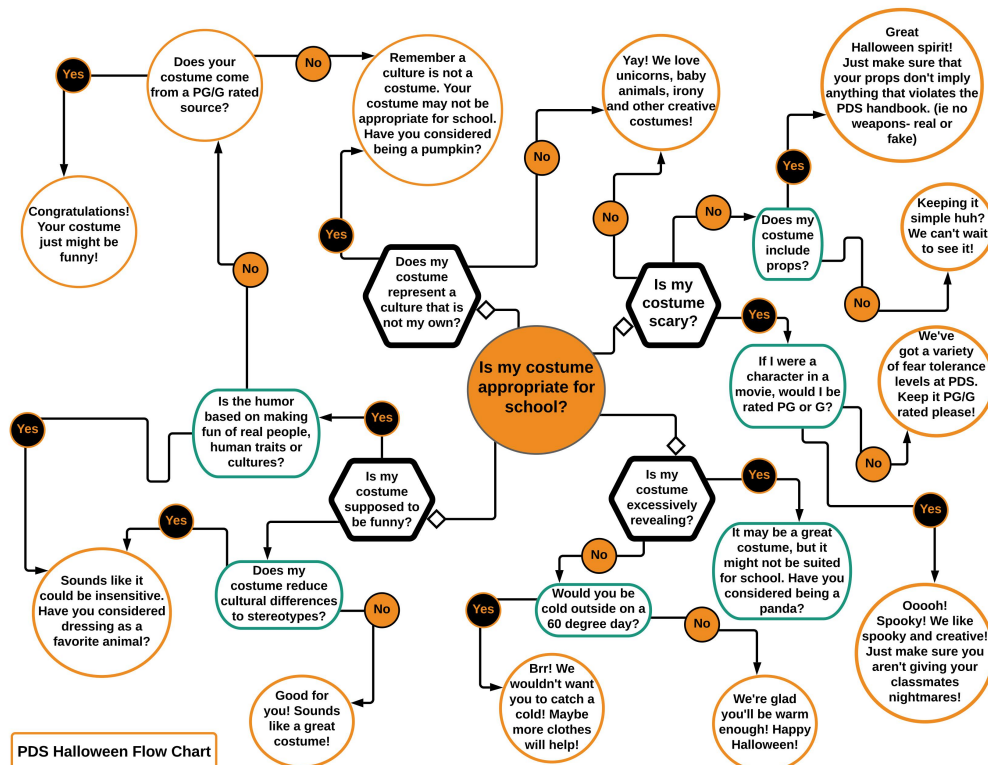 Does your
costume come
from a PG/G rated
source?
Yes
No
Congratulations!
Your costume
just might be
funny!
Remember a
culture is not a
costume. Your
costume may not be
appropriate for school.
Have you considered
being a pumpkin?
Yes
No
Does my
costume
represent a
culture that is
not my own?
Yay! We love
unicorns, baby
animals, irony
and other creative
costumes!
No
No
Is my
costume
scary?
Great
Halloween spirit!
Just make sure that
your props don't imply
anything that violates the
PDS handbook. (ie no
weapons- real or
fake)
Yes
Does my
costume
include
props?
No
Keeping it
simple huh?
We can't wait
to see it!
Yes
If I were a
character in a
movie, would I be
rated PG or G?
No
We've
got a variety
of fear tolerance
levels at PDS.
Keep it PG/G
rated please!
Yes
Ooooh!
Spooky! We like
spooky and creative!
Just make sure you
aren't giving your
classmates
nightmares!
Is my costume
appropriate for
school?
No
Is the humor
based on making
fun of real people,
human traits or
cultures?
Yes
Yes
Is my
costume
supposed to
be funny?
Yes
Sounds like it
could be insensitive.
Have you considered
dressing as a
favorite animal?
Does my
costume reduce
cultural differences
to stereotypes?
No
Good for
you! Sounds
like a great
costume!
Is my
costume
excessively
revealing?
Yes
It may be a great
costume, but it
might not be suited
for school. Have you
considered being a
panda?
No
Would you be
cold outside on a
60 degree day?
Yes
Brr! We
wouldn't want
you to catch a
cold! Maybe
more clothes
will help!
No
We're glad
you'll be warm
enough! Happy
Halloween!
PDS Halloween Flow Chart